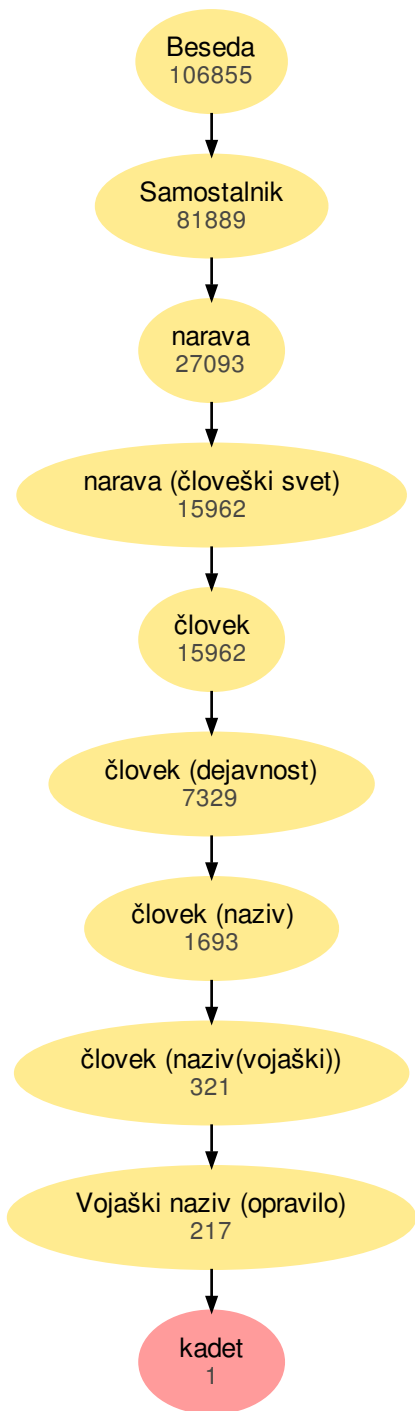 Beseda
106855
Samostalnik
81889
narava
27093
narava (človeški svet)
15962
človek
15962
človek (dejavnost)
7329
človek (naziv)
1693
človek (naziv(vojaški))
321
Vojaški naziv (opravilo)
217
kadet
1